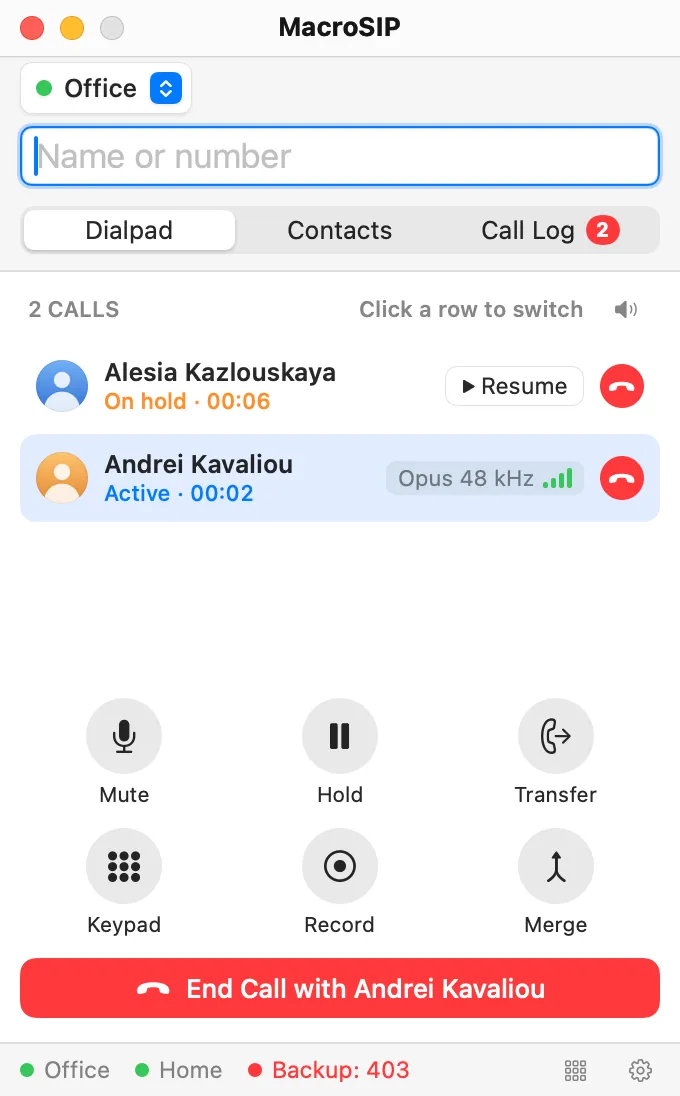 MacroSIP
Office
Name or number
Dialpad Contacts Call Log 2
2 CALLS Click a row to switch
Alesia Kazlouskaya
On hold · 00:06
Resume
Andrei Kavaliou
Active · 00:02
Opus 48 kHz
Mute Hold Transfer
Keypad Record Merge
End Call with Andrei Kavaliou
Office Home Backup: 403